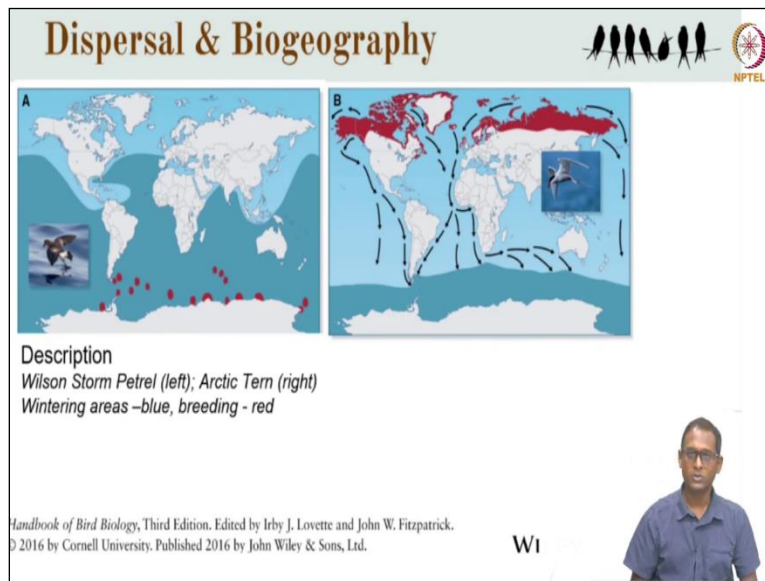 Dispersal & Biogeography
NPTEL
A
B
Description
Wilson Storm Petrel (left); Arctic Tern (right)
Wintering areas –blue, breeding - red
Handbook of Bird Biology, Third Edition. Edited by Irby J. Lovette and John W. Fitzpatrick.
© 2016 by Cornell University. Published 2016 by John Wiley & Sons, Ltd.
WI